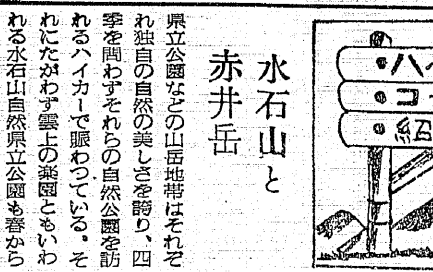 ハイ
コー
紹
水石山と
赤井岳
県立公園などの山岳地帯はそれぞ
れ独自の自然の美しさを誇り、四
季を問わずそれらの自然公園を訪
れるハイカーで賑わつている。そ
れにたがわず雲上の楽園ともいわ
れる水石山自然県立公園も春から